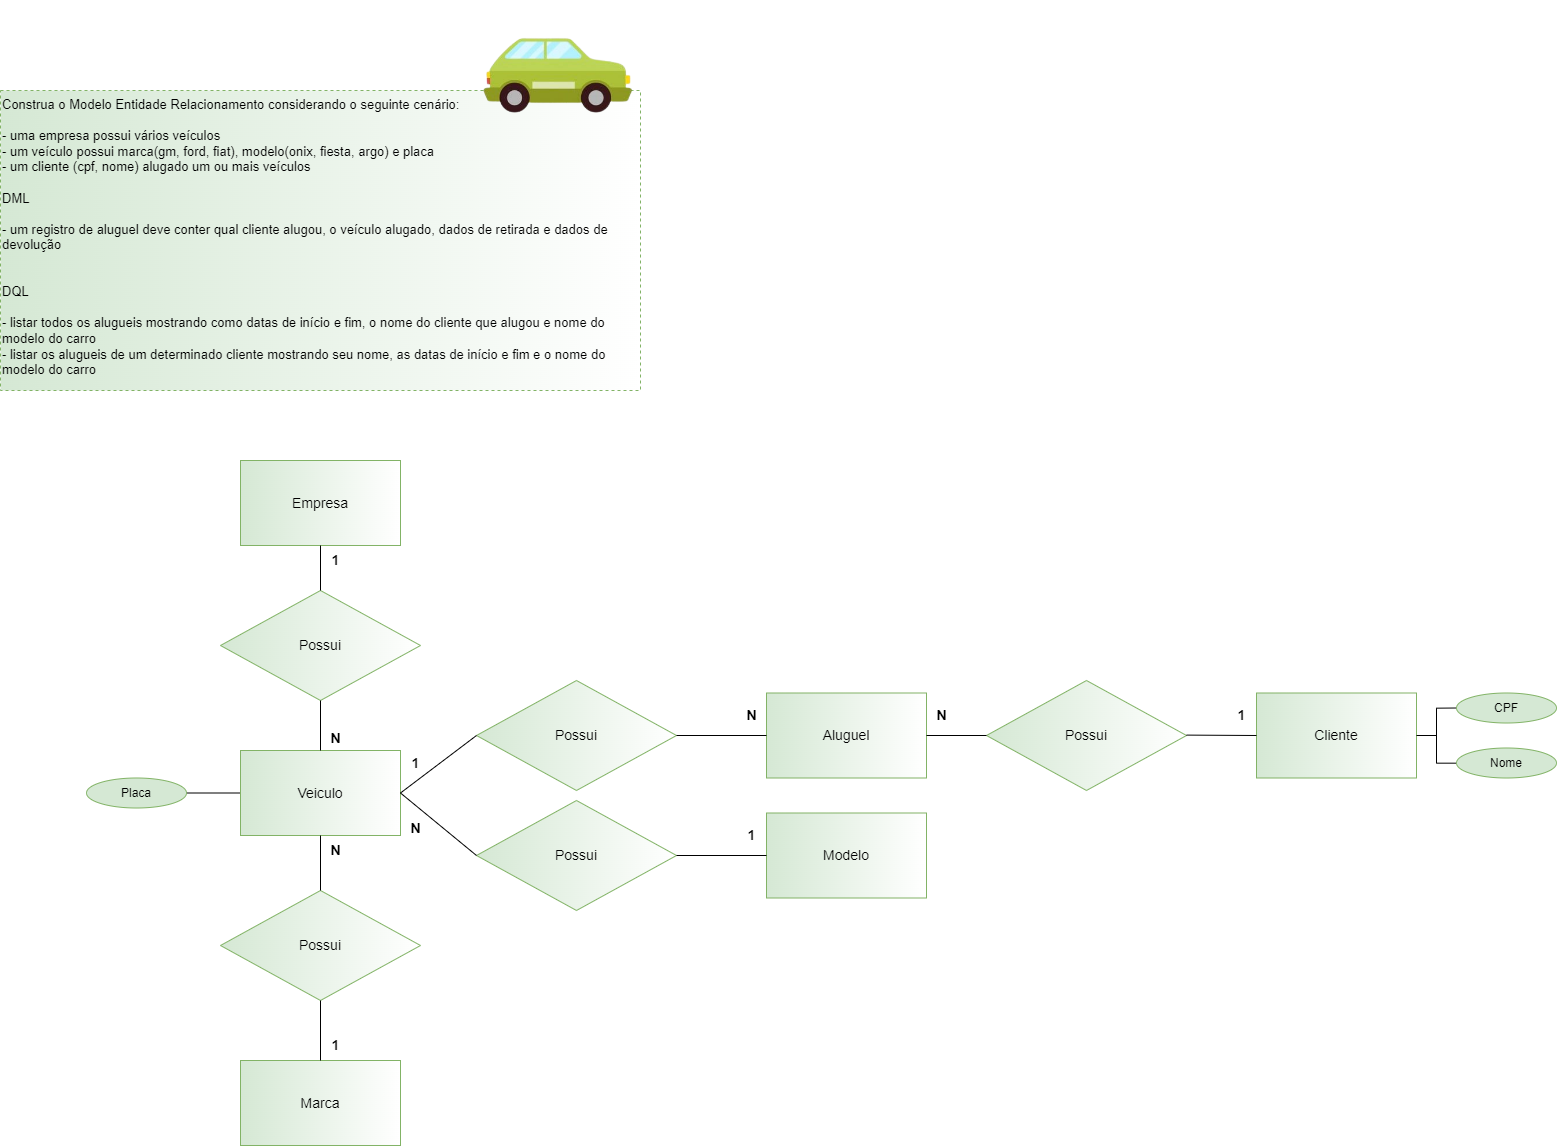 Construa o Modelo Entidade Relacionamento considerando o seguinte cenário:
- uma empresa possui vários veículos
- um veículo possui marca(gm, ford, fiat), modelo(onix, fiesta, argo) e placa
- um cliente (cpf, nome) alugado um ou mais veículos
DML
- um registro de aluguel deve conter qual cliente alugou, o veículo alugado, dados de retirada e dados de
devolução
DQL
- listar todos os alugueis mostrando como datas de início e fim, o nome do cliente que alugou e nome do
modelo do carro
- listar os alugueis de um determinado cliente mostrando seu nome, as datas de início e fim e o nome do
modelo do carro
Empresa
1
Possui
N
Placa
Veiculo
1
N
Possui
N
Aluguel
N
Possui
1
Cliente
CPF
Nome
Possui
1
Modelo
N
Possui
1
Marca